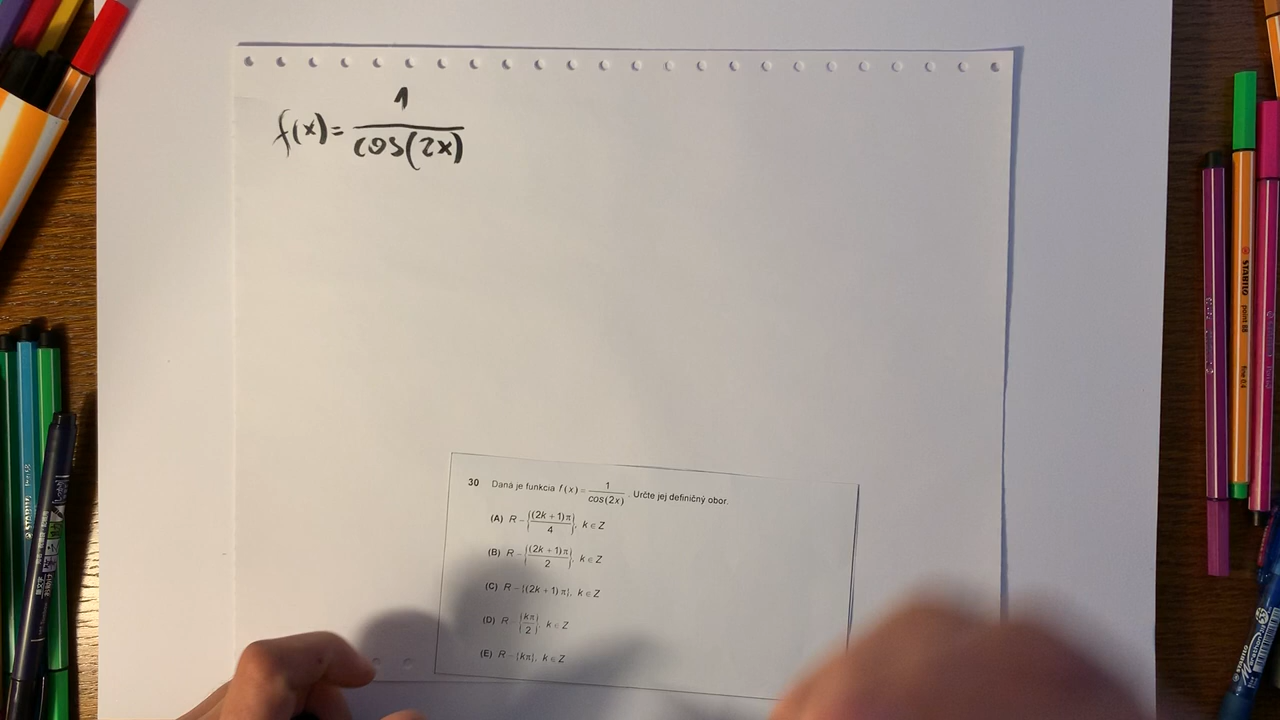 f(x)= 1/cos(2x)
30 Daná je funkcia f(x) = 1/cos(2x). Určte jej definičný obor.
(A) R − {(2k + 1)π/4}, k ∈ Z
(B) R − {(2k + 1)π/2}, k ∈ Z
(C) R − {(2k + 1) π}, k ∈ Z
(D) R − {kπ/2}, k ∈ Z
(E) R − {kπ}, k ∈ Z
STABILO